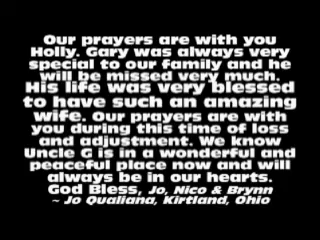 Our prayers are with you
Holly. Gary was always very
special to our family and he
will be missed very much.
His life was very blessed
to have such an amazing
wife. Our prayers are with
you during this time of loss
and adjustment. We know
Uncle G is in a wonderful and
peaceful place now and will
always be in our hearts.
God Bless, Jo, Nico & Brynn
~ Jo Qualiana, Kirtland, Ohio